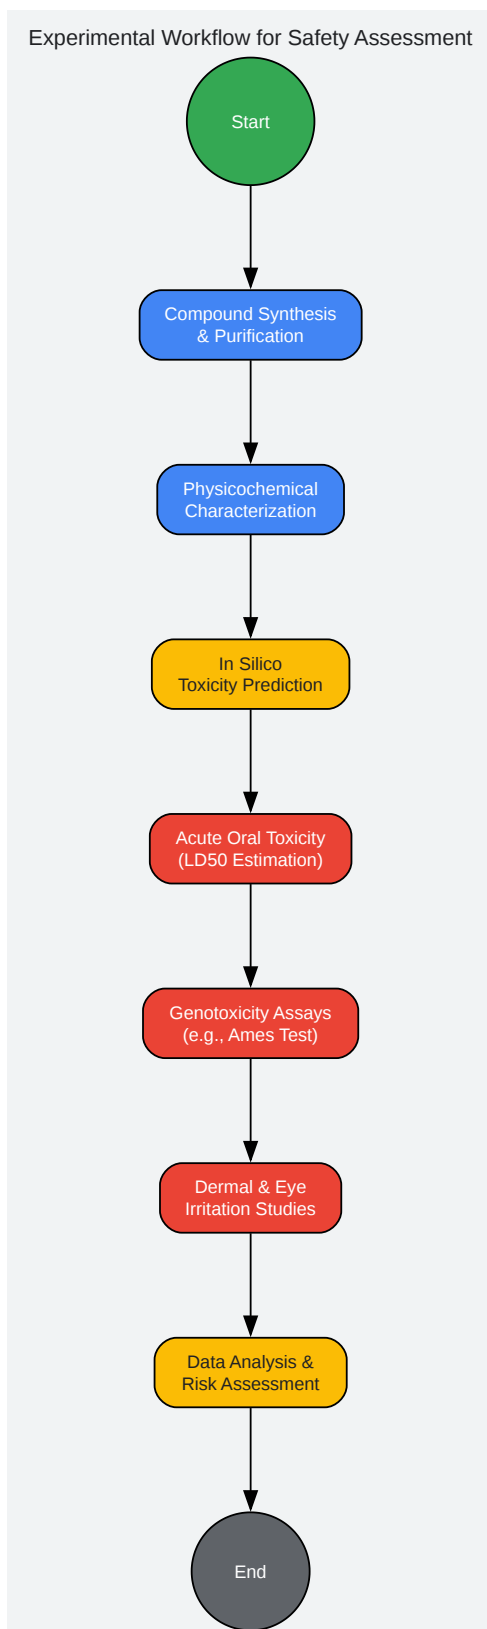 Experimental Workflow for Safety Assessment
Start
Compound Synthesis
& Purification
Physicochemical
Characterization
In Silico
Toxicity Prediction
Acute Oral Toxicity
(LD50 Estimation)
Genotoxicity Assays
(e.g., Ames Test)
Dermal & Eye
Irritation Studies
Data Analysis &
Risk Assessment
End